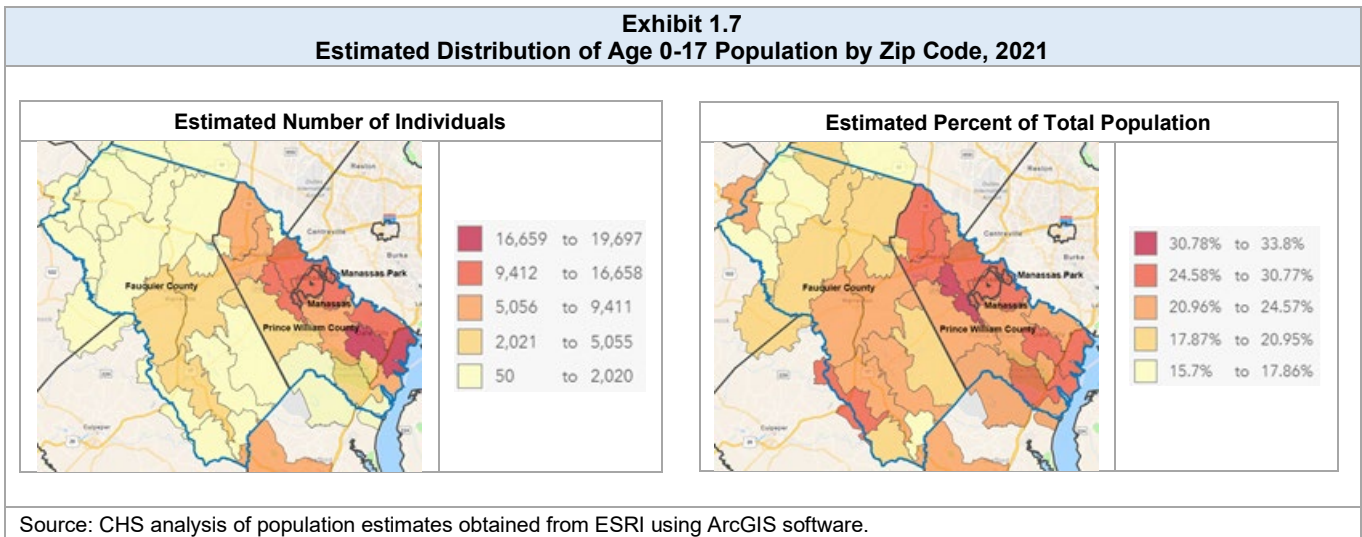 Exhibit 1.7
Estimated Distribution of Age 0-17 Population by Zip Code, 2021
Estimated Number of Individuals
Reston
Centreville
Burke
Manassas Park
Fauquier County
Manassas
Prince William County
Culpeper
16,659 to 19,697
9,412 to 16,658
5,056 to 9,411
2,021 to 5,055
50 to 2,020
Estimated Percent of Total Population
Reston
Centreville
Burke
Manassas Park
Fauquier County
Manassas
Prince William County
Culpeper
30.78% to 33.8%
24.58% to 30.77%
20.96% to 24.57%
17.87% to 20.95%
15.7% to 17.86%
Source: CHS analysis of population estimates obtained from ESRI using ArcGIS software.